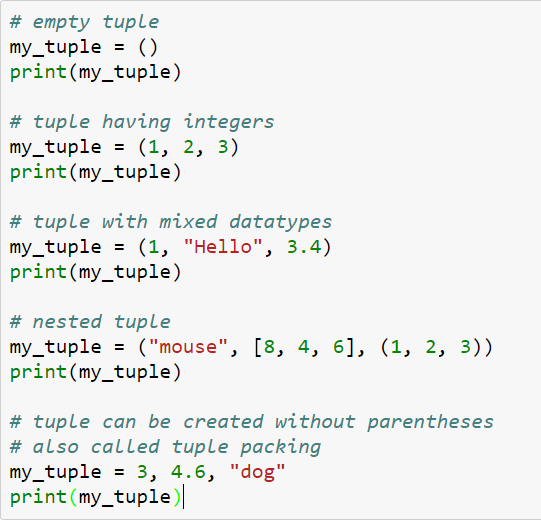 # empty tuple
my_tuple = ()
print(my_tuple)
# tuple having integers
my_tuple = (1, 2, 3)
print(my_tuple)
# tuple with mixed datatypes
my_tuple = (1, "Hello", 3.4)
print(my_tuple)
# nested tuple
my_tuple = ("mouse", [8, 4, 6], (1, 2, 3))
print(my_tuple)
# tuple can be created without parentheses
# also called tuple packing
my_tuple = 3, 4.6, "dog"
print(my_tuple)